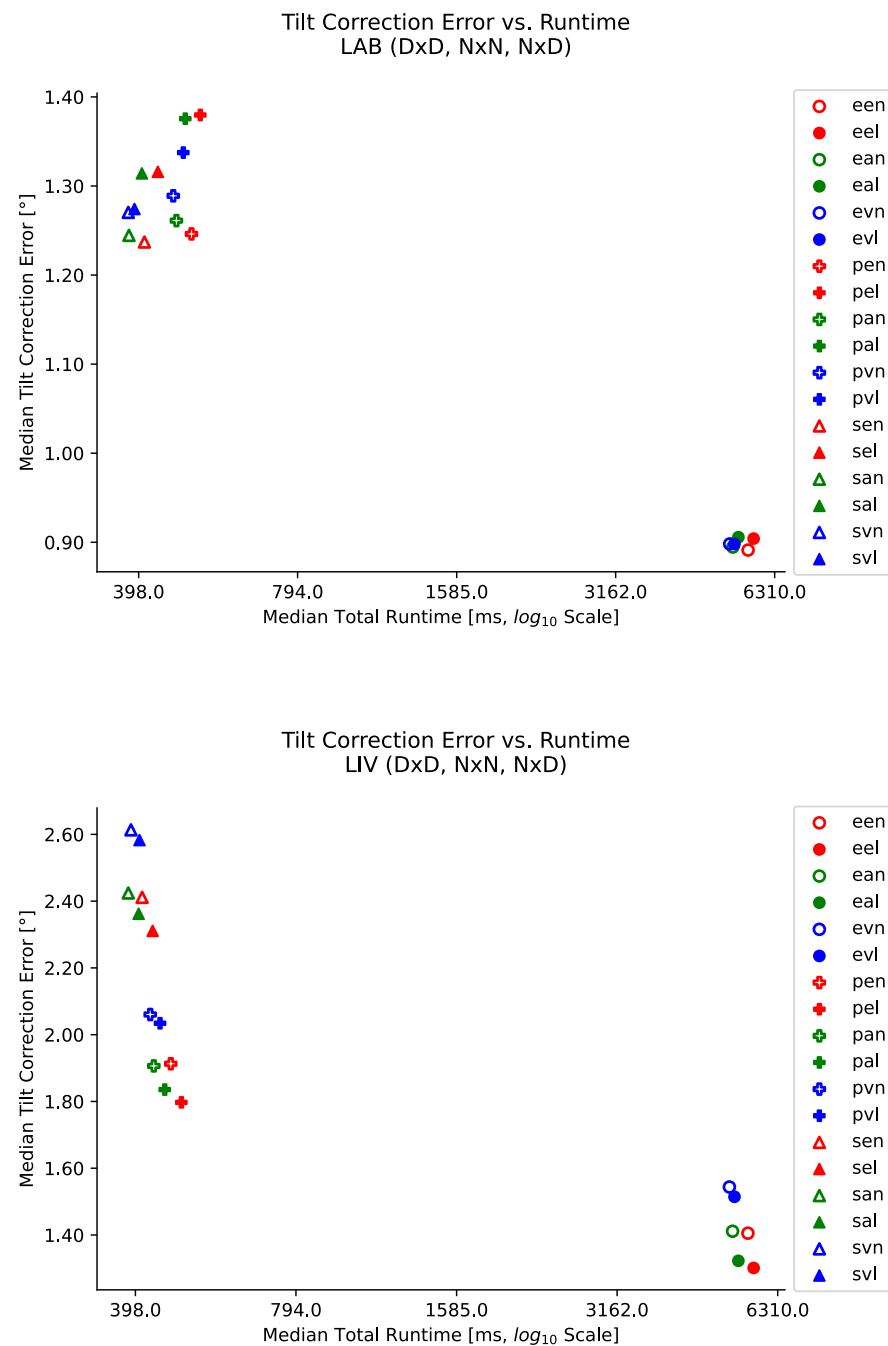 Tilt Correction Error vs. Runtime
LAB (DxD, NxN, NxD)
Median Tilt Correction Error [°]
1.40
1.30
1.20
1.10
1.00
0.90
398.0 794.0 1585.0 3162.0 6310.0
Median Total Runtime [ms, log10 Scale]
een
eel
ean
eal
evn
evl
pen
pel
pan
pal
pvn
pvl
sen
sel
san
sal
svn
svl
Tilt Correction Error vs. Runtime
LIV (DxD, NxN, NxD)
Median Tilt Correction Error [°]
2.60
2.40
2.20
2.00
1.80
1.60
1.40
398.0 794.0 1585.0 3162.0 6310.0
Median Total Runtime [ms, log10 Scale]
een
eel
ean
eal
evn
evl
pen
pel
pan
pal
pvn
pvl
sen
sel
san
sal
svn
svl